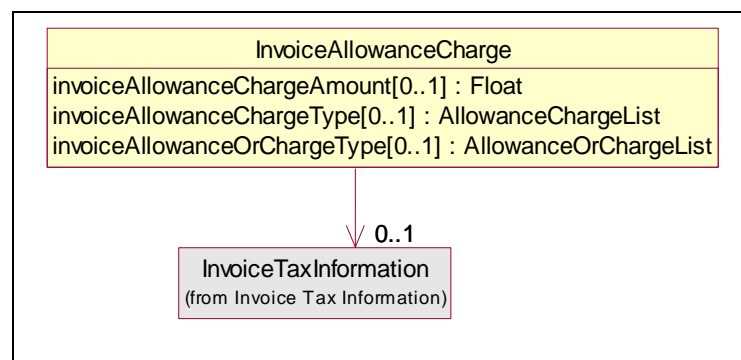 InvoiceAllowanceCharge
invoiceAllowanceChargeAmount[0..1] : Float
invoiceAllowanceChargeType[0..1] : AllowanceChargeList
invoiceAllowanceOrChargeType[0..1] : AllowanceOrChargeList
0..1
InvoiceTaxInformation
(from Invoice Tax Information)